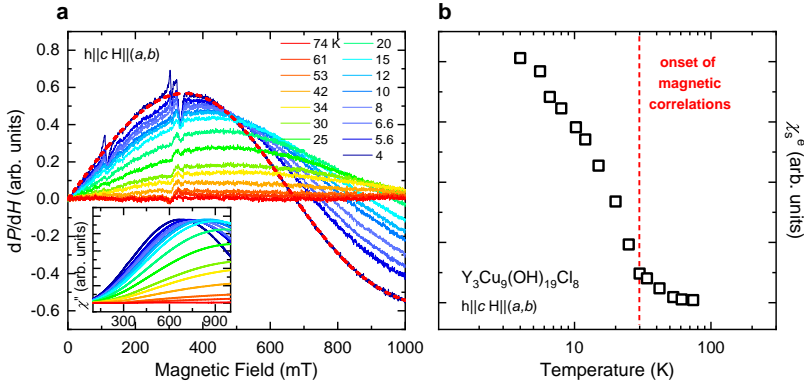 a
h||c H||(a,b)
74 K
61
53
42
34
30
25
20
15
12
10
8
6.6
5.6
4
dP/dH (arb. units)
0.8
0.6
0.4
0.2
0.0
-0.2
-0.4
-0.6
χ'' (arb. units)
300 600 900
0 200 400 600 800 1000
Magnetic Field (mT)
b
onset of
magnetic
correlations
χₛᵉ (arb. units)
Y3Cu9(OH)19Cl8
h||c H||(a,b)
10 100
Temperature (K)